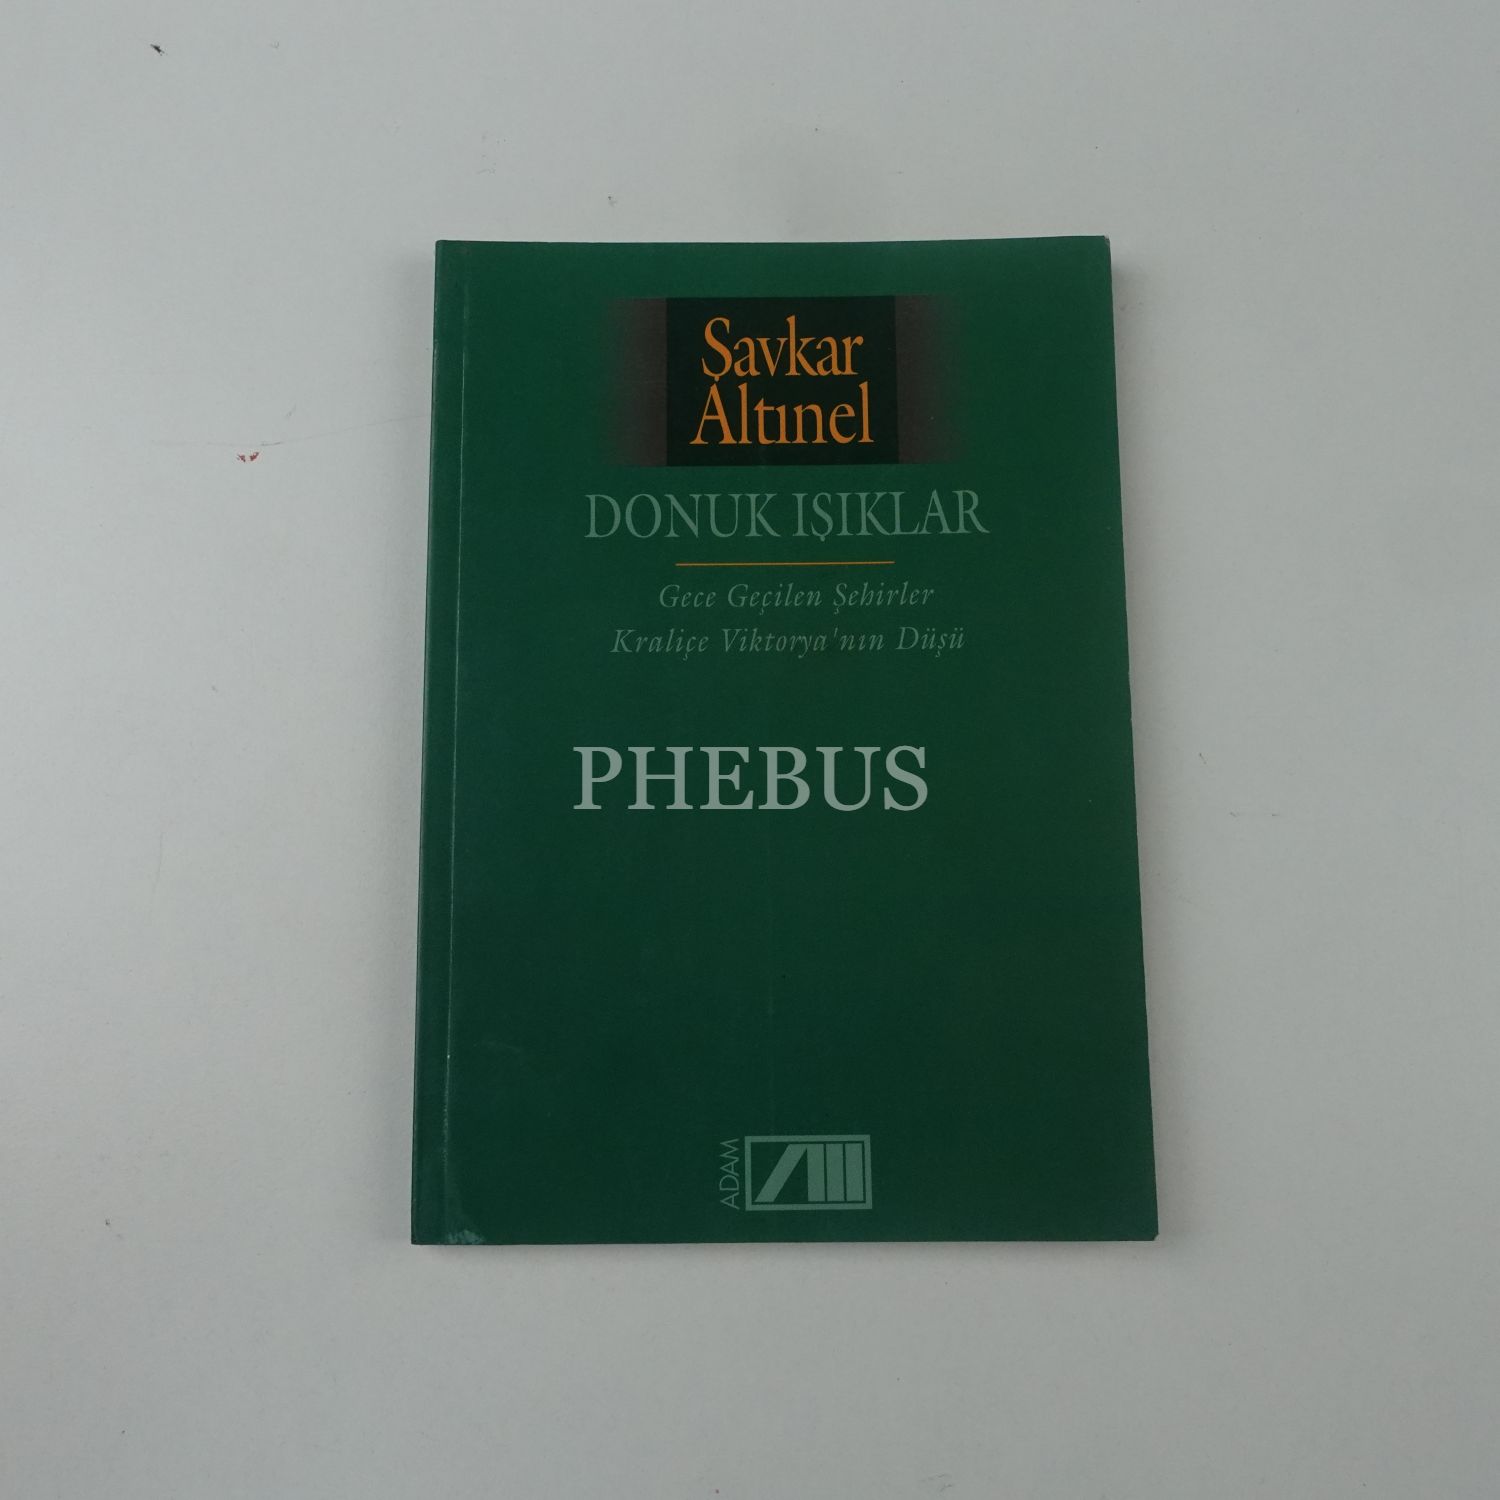 Şavkar
Altınel
DONUK IŞIKLAR
Gece Geçilen Şehirler
Kraliçe Viktorya'nın Düşü
PHEBUS
ADAM